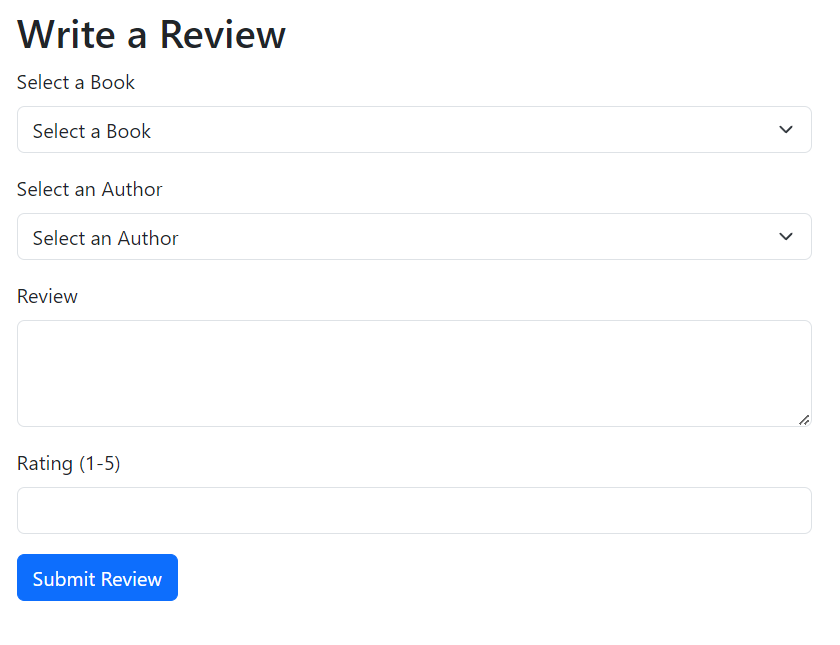 Write a Review
Select a Book
Select a Book
Select an Author
Select an Author
Review
Rating (1-5)
Submit Review